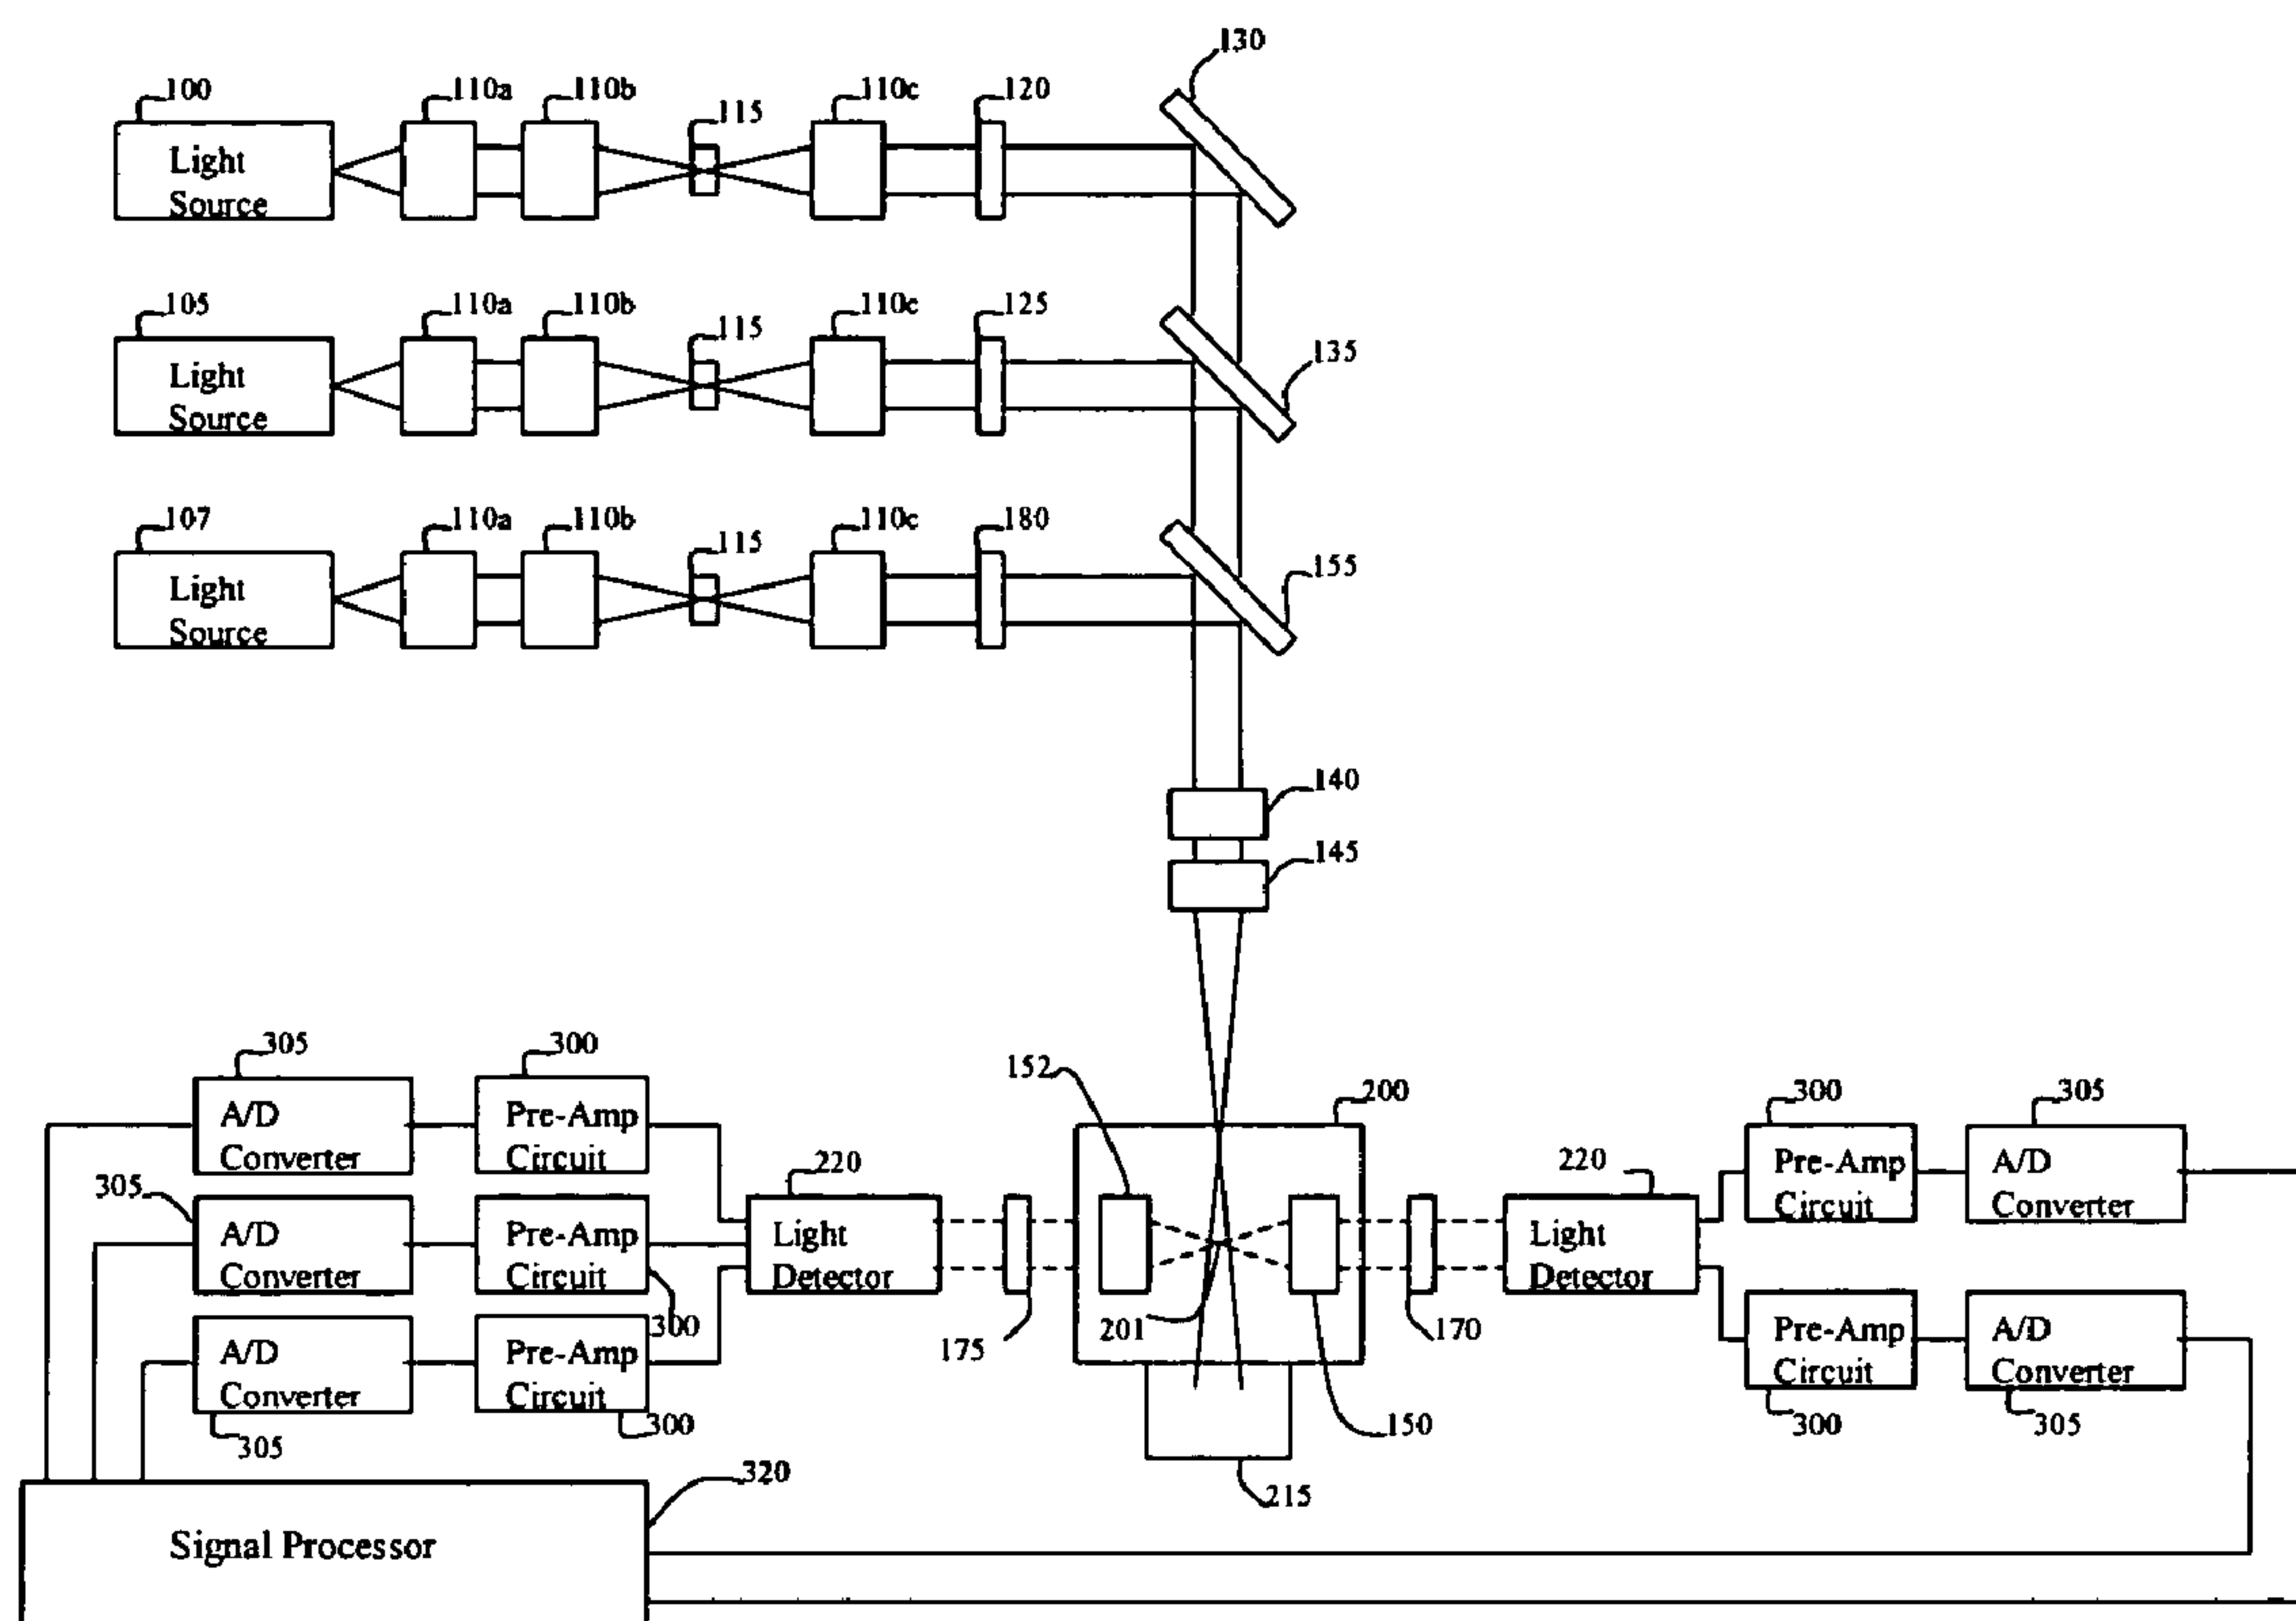 130
100
110a
110b
115
110c
120
Light
Source
105
110a
110b
115
110c
125
135
Light
Source
107
110a
110b
115
110c
180
155
Light
Source
140
145
305
300
152
200
300
305
A/D
Converter
Pre-Amp
Circuit
Pre-Amp
Circuit
A/D
Converter
305
220
220
A/D
Converter
Pre-Amp
Circuit
Light
Detector
Light
Detector
300
175
201
170
A/D
Converter
Pre-Amp
Circuit
Pre-Amp
Circuit
A/D
Converter
305
300
150
300
305
320
215
Signal Processor